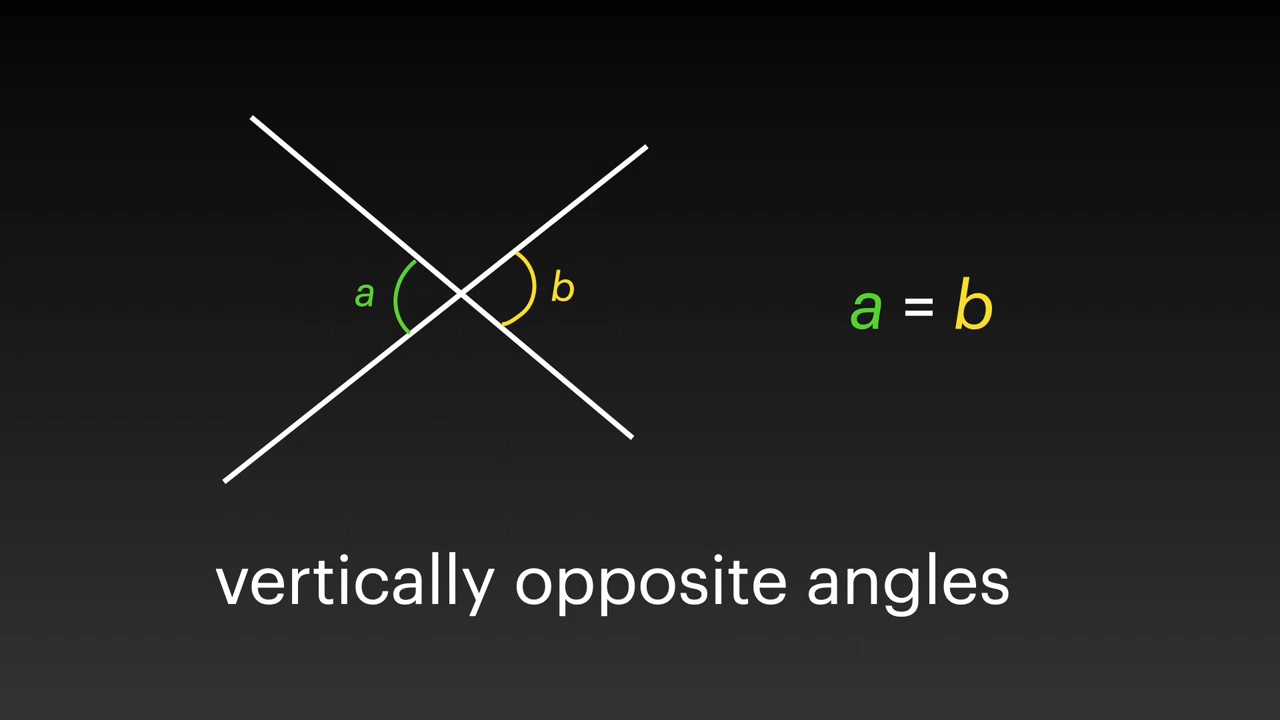 a
b
a = b
vertically opposite angles